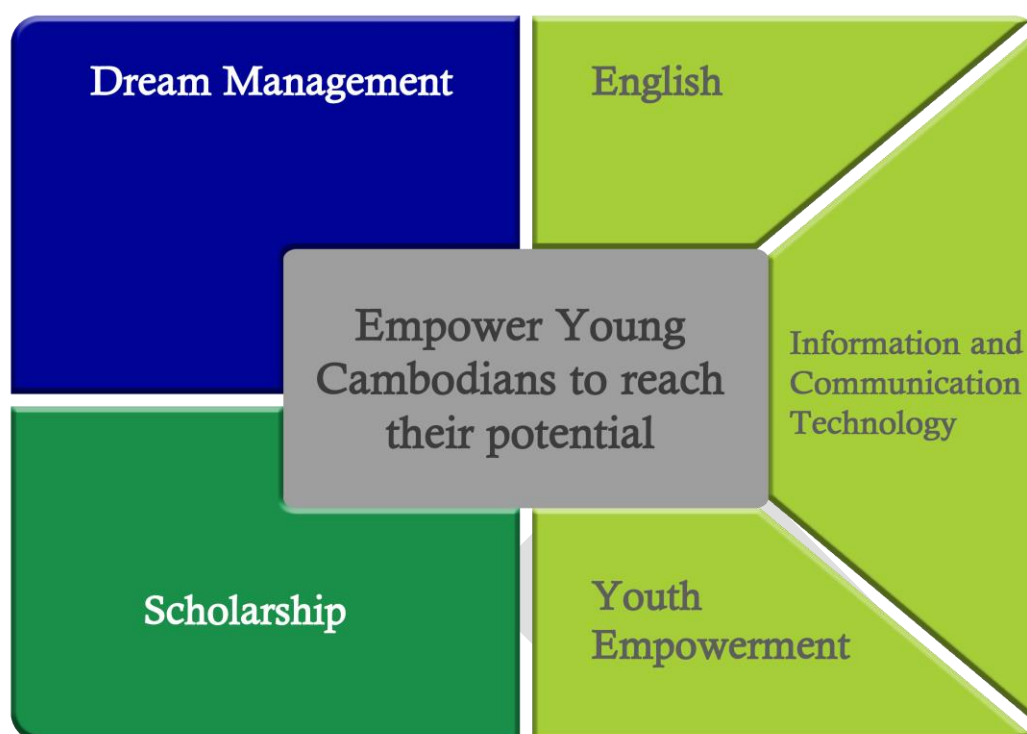 Dream Management
English
Empower Young
Cambodians to reach
their potential
Information and
Communication
Technology
Scholarship
Youth
Empowerment